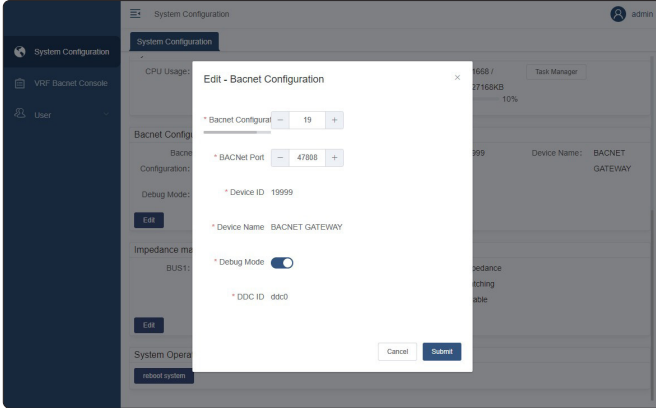 System Configuration
admin
System Configuration
System Configuration
VRF Bacnet Console
User
CPU Usage:
1668 /
27168KB
Task Manager
10%
Edit - Bacnet Configuration
* Bacnet Configurat
19
* BACNet Port
47808
* Device ID 19999
* Device Name BACNET GATEWAY
* Debug Mode
* DDC ID ddc0
Cancel
Submit
Bacnet Config
Bacne
Configuration:
999
Device Name:
BACNET
GATEWAY
Debug Mode:
Edit
Impedance ma
BUS1:
pedance
tching
able
Edit
System Opera
reboot system